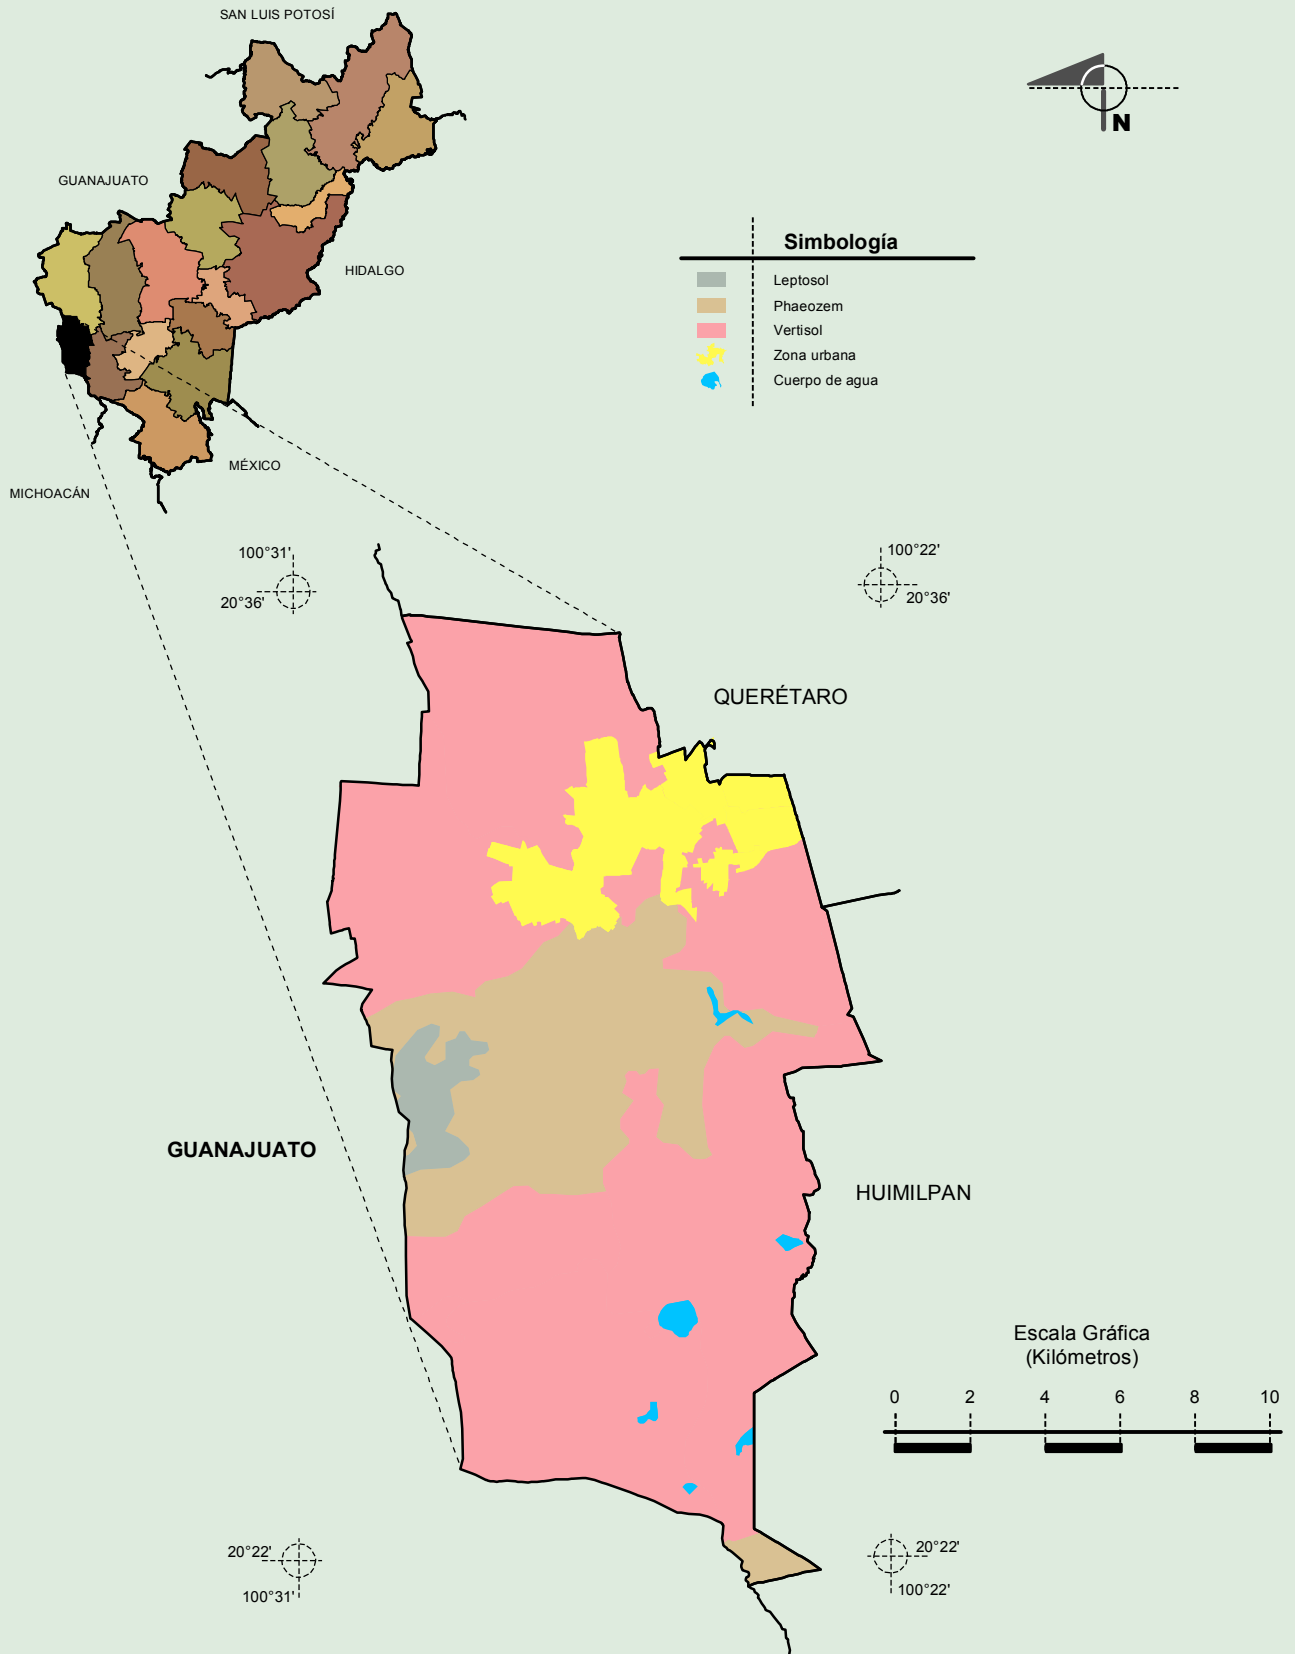 SAN LUIS POTOSÍ
GUANAJUATO
HIDALGO
MÉXICO
MICHOACÁN
N
Simbología
Leptosol
Phaeozem
Vertisol
Zona urbana
Cuerpo de agua
100°31'
20°36'
100°22'
20°36'
QUERÉTARO
GUANAJUATO
HUIMILPAN
Escala Gráfica
(Kilómetros)
0 2 4 6 8 10
20°22'
100°31'
20°22'
100°22'